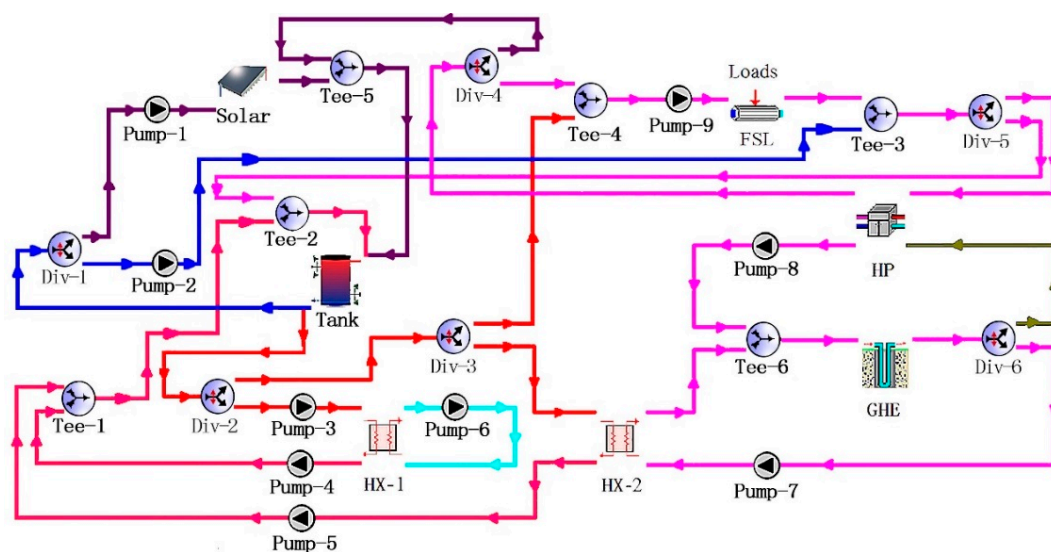 Solar
Pump-1
Tee-5
Div-4
Loads
Tee-4
Pump-9
FSL
Tee-3
Div-5
Tee-2
Div-1
Pump-2
Tank
Pump-8
HP
Div-3
Tee-6
GHE
Div-6
Tee-1
Div-2
Pump-3
HX-1
Pump-6
HX-2
Pump-4
Pump-7
Pump-5